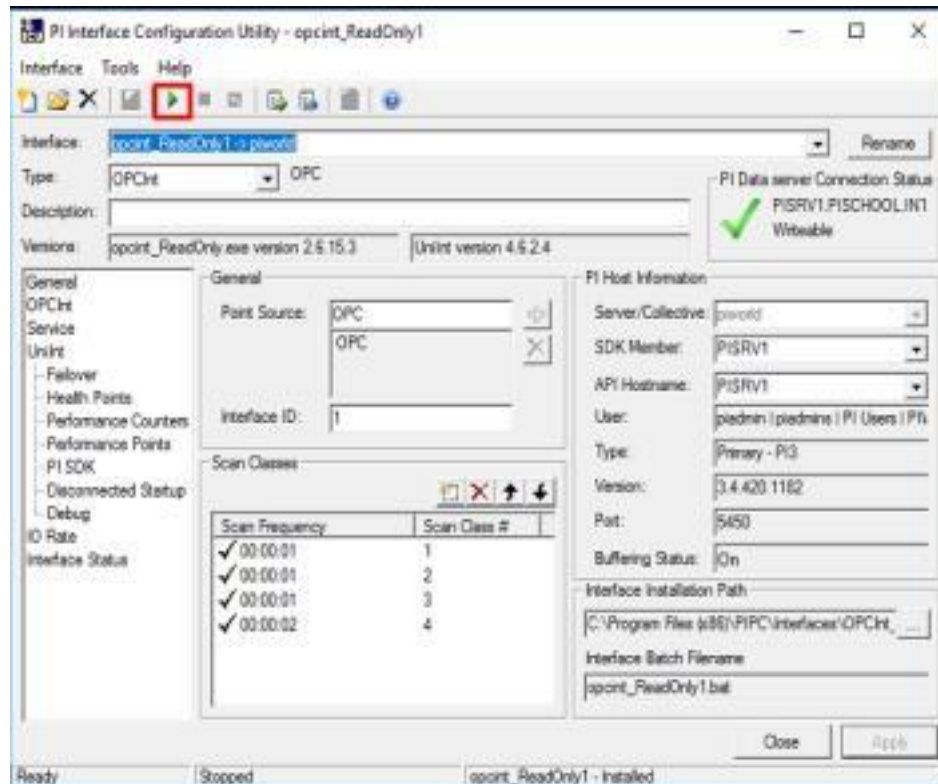 PI Interface Configuration Utility - opcint_ReadOnly1
Interface Tools Help
Interface: opcint_ReadOnly1 -> piworld Rename
Type: OPCInt OPC
PI Data server Connection Status
PISRV1.PISCHOOL.INT
Writeable
Description:
Versions: opcint_ReadOnly.exe version 2.6.15.3 UniInt version 4.6.2.4
General
OPCInt
Service
UniInt
Failover
Health Points
Performance Counters
Performance Points
PI SDK
Disconnected Startup
Debug
IO Rate
Interface Status
General
Point Source: OPC
OPC
Interface ID: 1
Scan Classes
Scan Frequency Scan Class #
00:00:01 1
00:00:01 2
00:00:01 3
00:00:02 4
PI Host Information
Server/Collective: piworld
SDK Member: PISRV1
API Hostname: PISRV1
User: piadmin | piadmins | PI Users |
Type: Primary - PI3
Version: 3.4.420.1182
Port: 5450
Buffering Status: On
Interface Installation Path
C:\Program Files (x86)\PIPC\Interfaces\OPCInt_ ...
Interface Batch Filename
opcint_ReadOnly1.bat
Close Apply
Ready Stopped opcint_ReadOnly1 - Installed